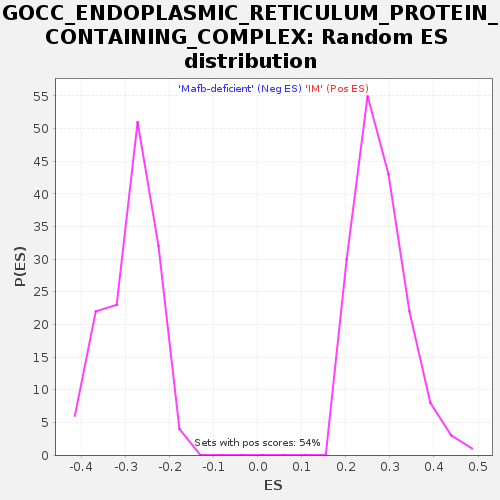 GOCC_ENDOPLASMIC_RETICULUM_PROTEIN_
CONTAINING_COMPLEX: Random ES
distribution
'Mafb-deficient' (Neg ES) 'IM' (Pos ES)
55
50
45
40
35
30
25
20
15
10
5
0
P(ES)
Sets with pos scores: 54%
-0.4 -0.3 -0.2 -0.1 0.0 0.1 0.2 0.3 0.4 0.5
ES